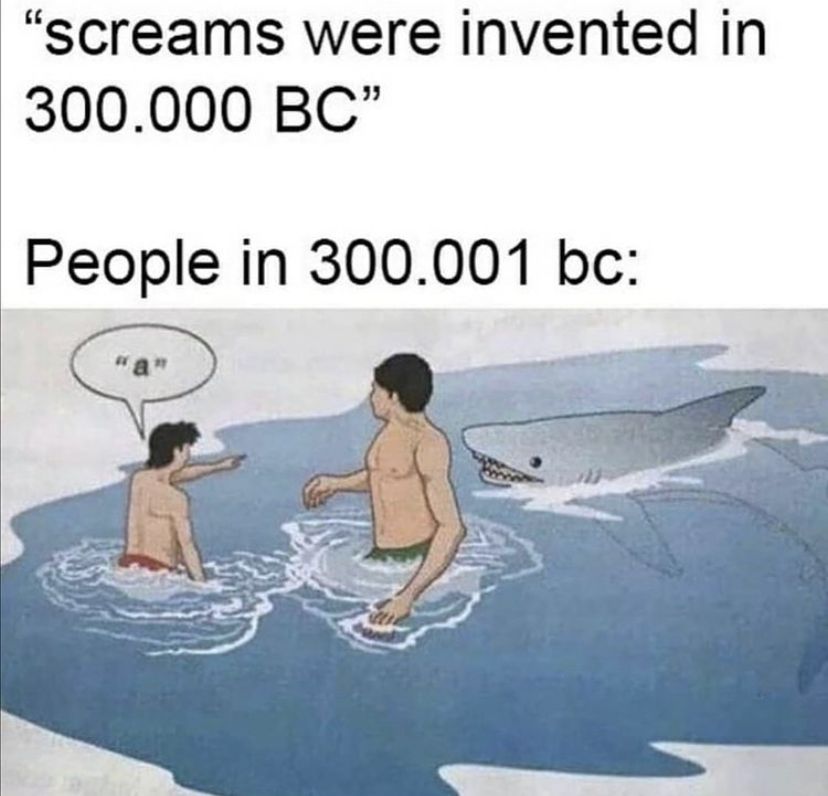 “screams were invented in
300.000 BC”
People in 300.001 bc:
“a”